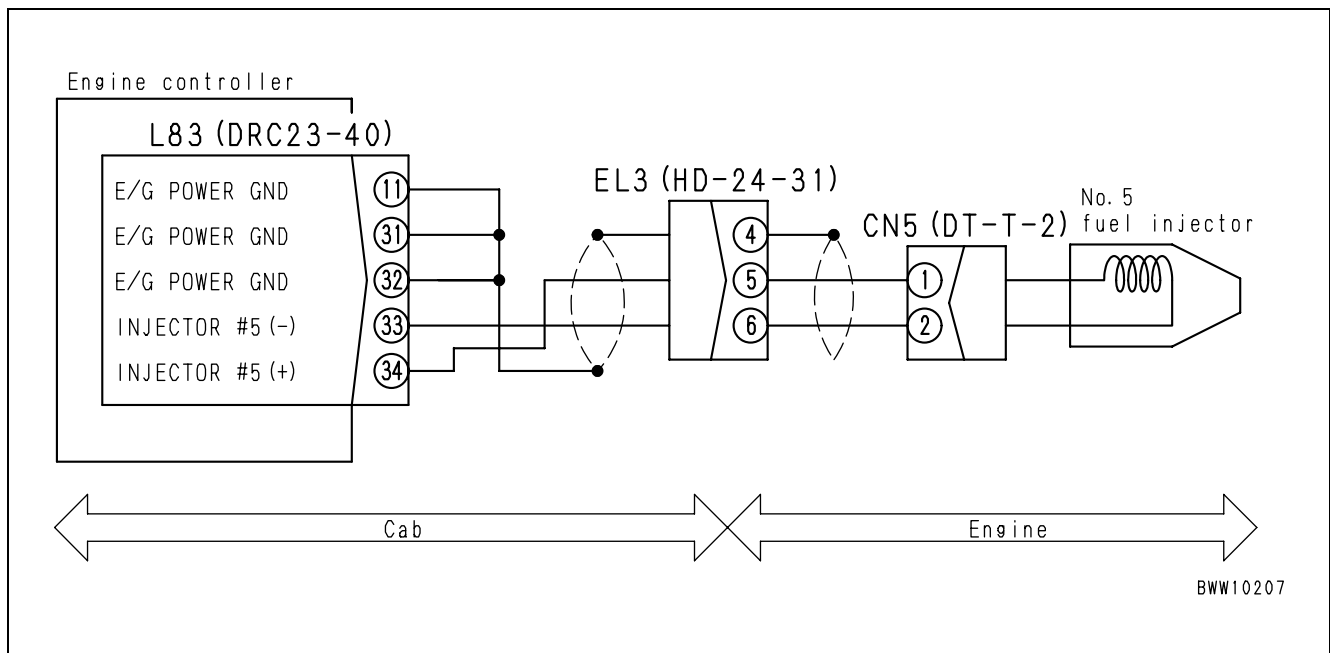 Engine controller
L83 (DRC23-40)
E/G POWER GND 11
E/G POWER GND 31
E/G POWER GND 32
INJECTOR #5 (-) 33
INJECTOR #5 (+) 34
EL3 (HD-24-31)
4
5
6
CN5 (DT-T-2)
1
2
No. 5
fuel injector
Cab
Engine
BWW10207